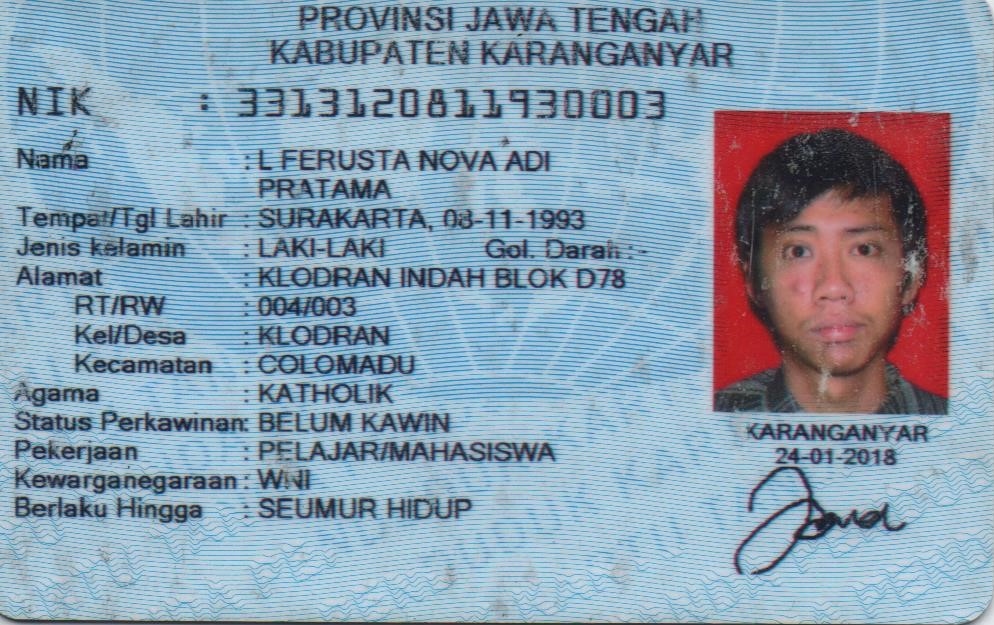 PROVINSI JAWA TENGAH
KABUPATEN KARANGANYAR
NIK : 3313120811930003
Nama : L FERUSTA NOVA ADI
PRATAMA
Tempat/Tgl Lahir : SURAKARTA, 08-11-1993
Jenis kelamin : LAKI-LAKI Gol. Darah : -
Alamat : KLODRAN INDAH BLOK D78
RT/RW : 004/003
Kel/Desa : KLODRAN
Kecamatan : COLOMADU
Agama : KATHOLIK
Status Perkawinan: BELUM KAWIN
Pekerjaan : PELAJAR/MAHASISWA
Kewarganegaraan : WNI
Berlaku Hingga : SEUMUR HIDUP
KARANGANYAR
24-01-2018